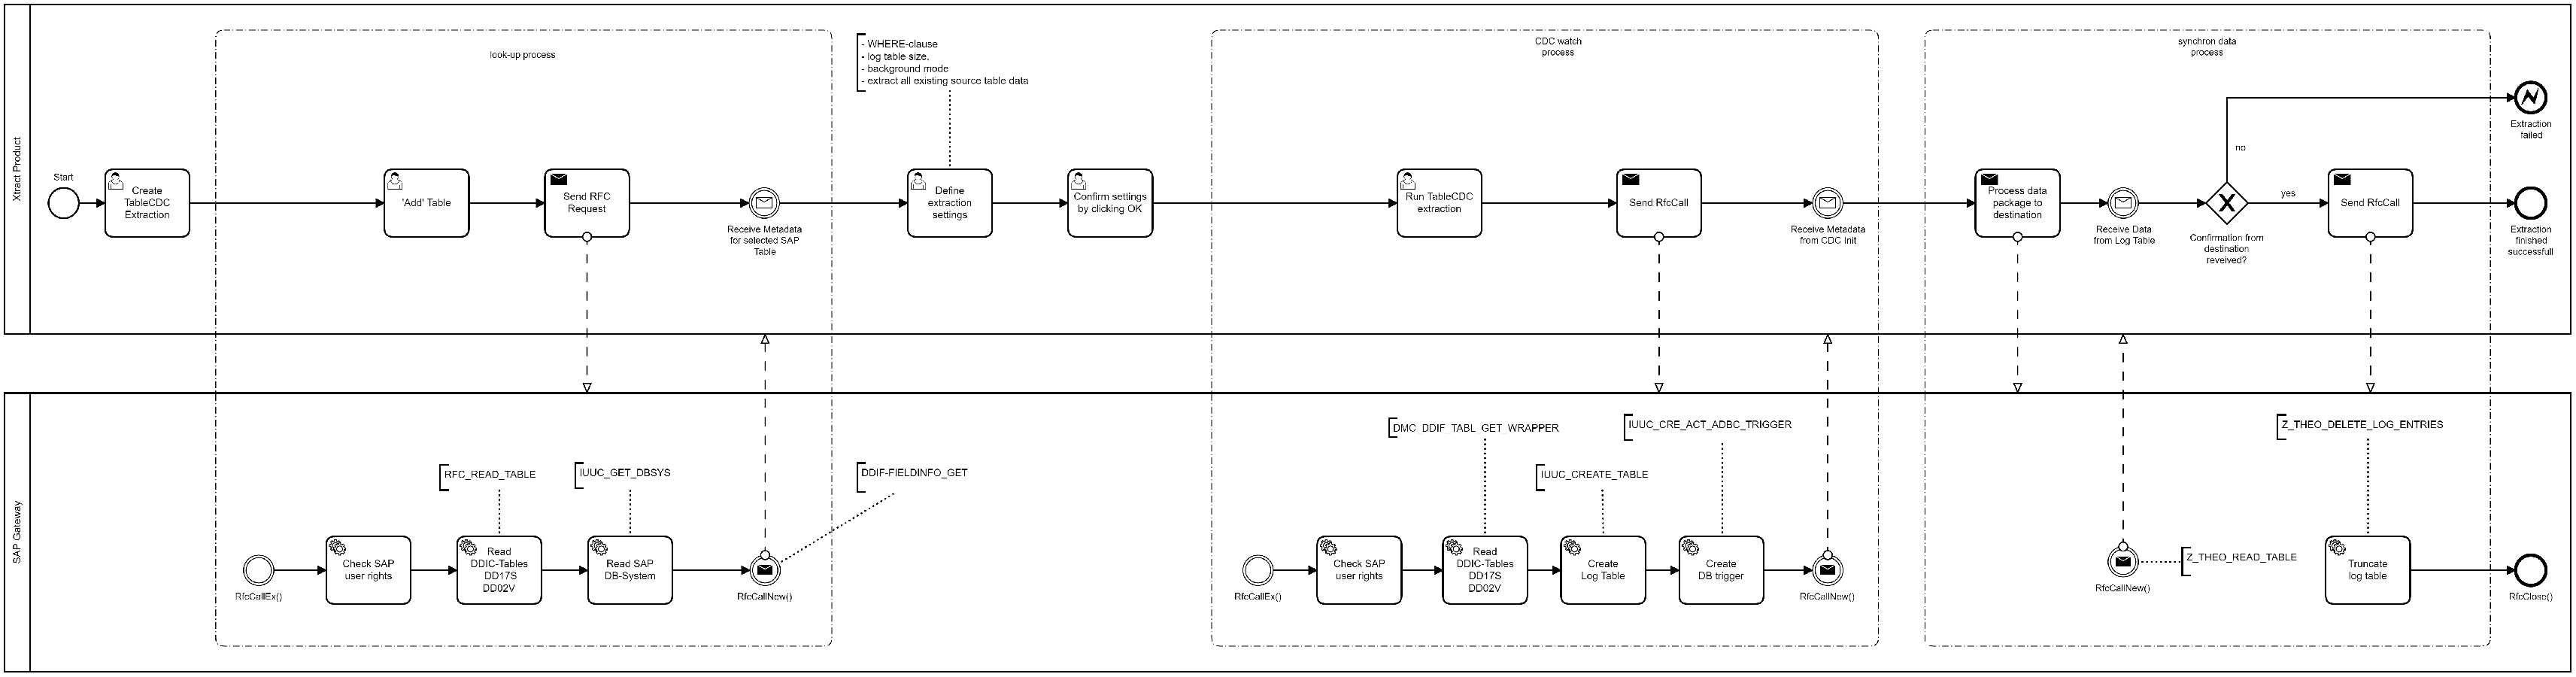 Xtract Product
look-up process
Start
Create
TableCDC
Extraction
'Add' Table
Send RFC
Request
Receive Metadata
for selected SAP
Table
- WHERE-clause
- log table size,
- background mode
- extract all existing source table data
Define
extraction
settings
Confirm settings
by clicking OK
CDC watch
process
Run TableCDC
extraction
Send RfcCall
Receive Metadata
from CDC Init
synchron data
process
Process data
package to
destination
Receive Data
from Log Table
Confirmation from
destination
reveived?
no
yes
Send RfcCall
Extraction
failed
Extraction
finished
successfull
SAP Gateway
RfcCallEx()
Check SAP
user rights
RFC_READ_TABLE
Read
DDIC-Tables
DD17S
DD02V
IUUC_GET_DBSYS
Read SAP
DB-System
RfcCallNew()
DDIF-FIELDINFO_GET
RfcCallEx()
Check SAP
user rights
DMC_DDIF_TABL_GET_WRAPPER
Read
DDIC-Tables
DD17S
DD02V
IUUC_CREATE_TABLE
Create
Log Table
IUUC_CRE_ACT_ADBC_TRIGGER
Create
DB trigger
RfcCallNew()
RfcCallNew()
Z_THEO_READ_TABLE
Z_THEO_DELETE_LOG_ENTRIES
Truncate
log table
RfcClose()